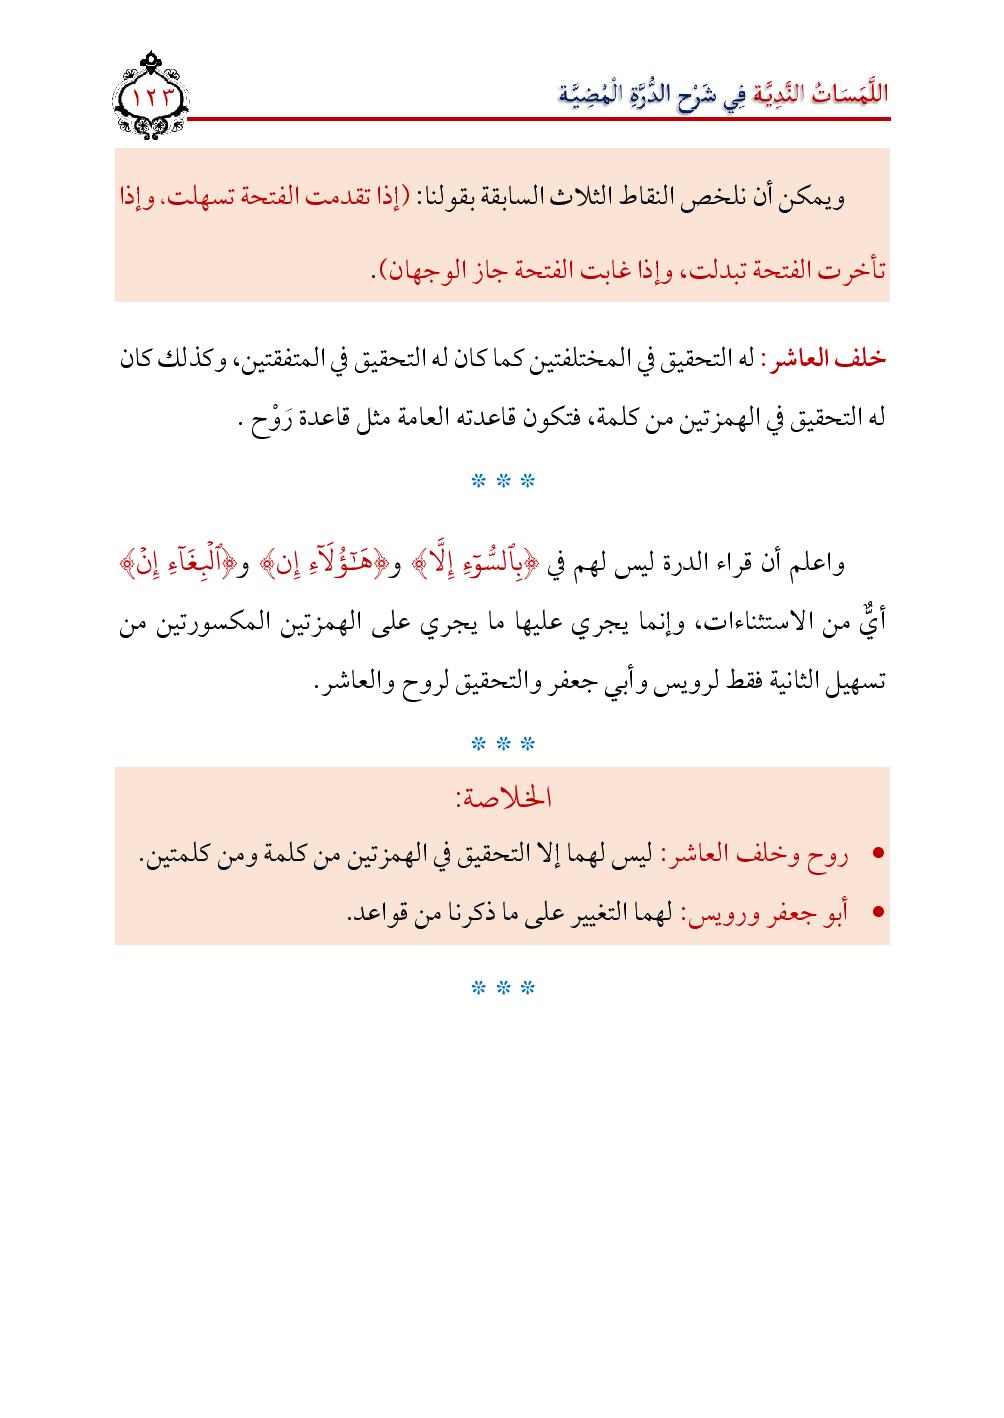 اللَّمَسَاتُ النَّدِيَّة فِي شَرْح الدُّرَّةِ الْمُضِيَّة
١٢٣
ويمكن أن نلخص النقاط الثلاث السابقة بقولنا: (إذا تقدمت الفتحة تسهلت، وإذا
تأخرت الفتحة تبدلت، وإذا غابت الفتحة جاز الوجهان).
خلف العاشر: له التحقيق في المختلفتين كما كان له التحقيق في المتفقتين، وكذلك كان
له التحقيق في الهمزتين من كلمة، فتكون قاعدته العامة مثل قاعدة رَوْح .
* * *
واعلم أن قراء الدرة ليس لهم في ﴿بِٱلسُّوٓءِ إِلَّا﴾ و﴿هَـٰٓؤُلَآءِ إِن﴾ و﴿ٱلْبِغَآءِ إِنْ﴾
أيٌّ من الاستثناءات، وإنما يجري عليها ما يجري على الهمزتين المكسورتين من
تسهيل الثانية فقط لرويس وأبي جعفر والتحقيق لروح والعاشر.
* * *
الخلاصة:
• روح وخلف العاشر: ليس لهما إلا التحقيق في الهمزتين من كلمة ومن كلمتين.
• أبو جعفر ورويس: لهما التغيير على ما ذكرنا من قواعد.
* * *